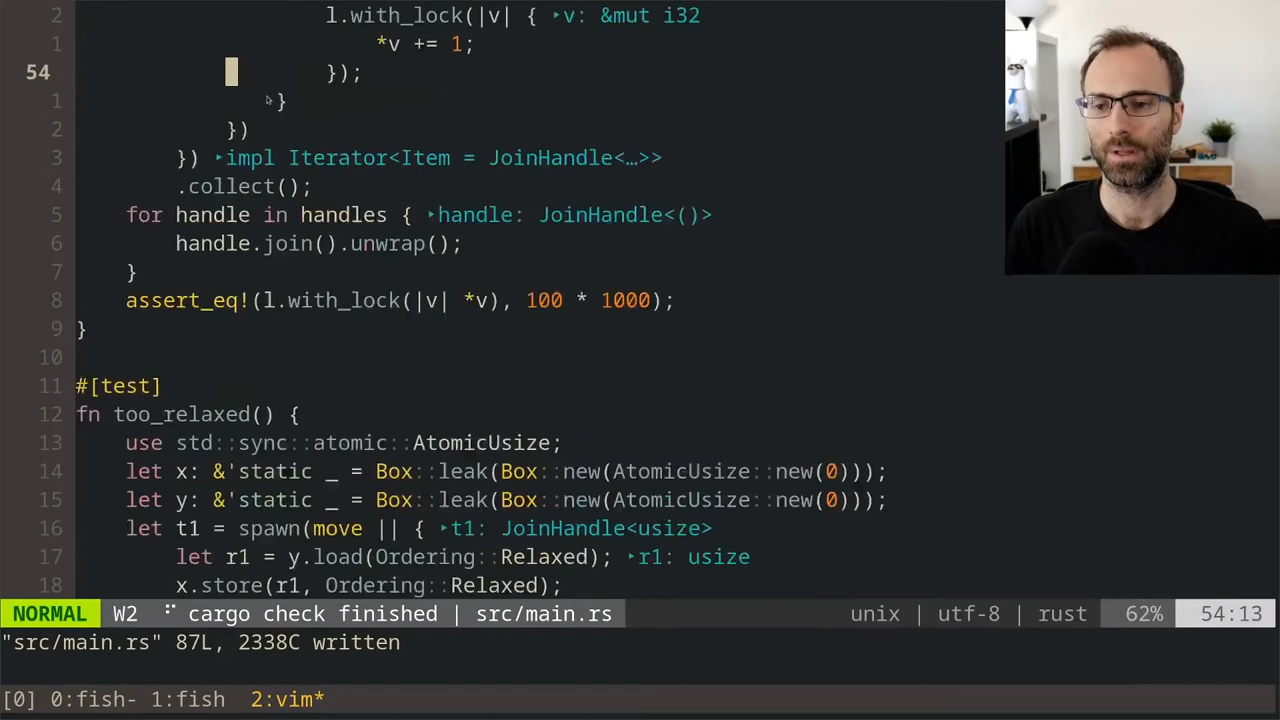 2 l.with_lock(|v| { ‣v: &mut i32
1 *v += 1;
54 });
1 }
2 })
3 }) ‣impl Iterator<Item = JoinHandle<…>>
4 .collect();
5 for handle in handles { ‣handle: JoinHandle<()>
6 handle.join().unwrap();
7 }
8 assert_eq!(l.with_lock(|v| *v), 100 * 1000);
9 }
10
11 #[test]
12 fn too_relaxed() {
13 use std::sync::atomic::AtomicUsize;
14 let x: &'static _ = Box::leak(Box::new(AtomicUsize::new(0)));
15 let y: &'static _ = Box::leak(Box::new(AtomicUsize::new(0)));
16 let t1 = spawn(move || { ‣t1: JoinHandle<usize>
17 let r1 = y.load(Ordering::Relaxed); ‣r1: usize
18 x.store(r1, Ordering::Relaxed);
NORMAL W2 ⠋ cargo check finished | src/main.rs unix | utf-8 | rust 62% 54:13
"src/main.rs" 87L, 2338C written
[0] 0:fish- 1:fish 2:vim*